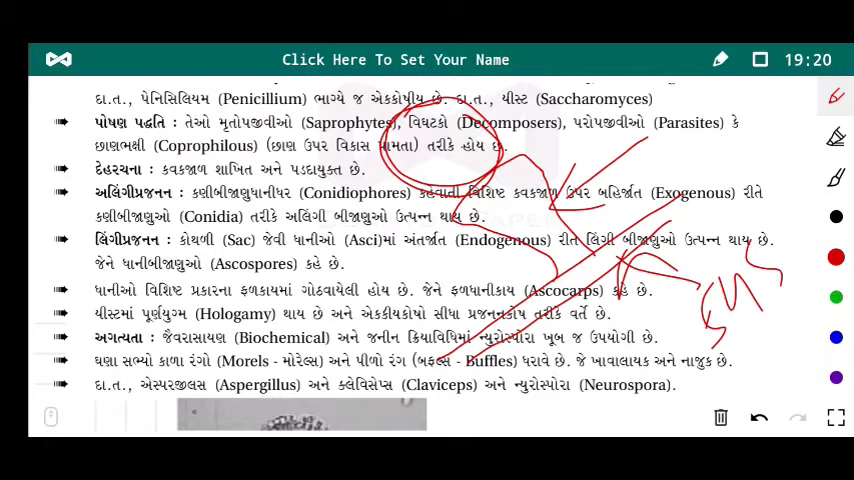 Click Here To Set Your Name
19:20
દા.ત., પેનિસિલિયમ (Penicillium) ભાગ્યે જ એકકોષીય છે. દા.ત., યીસ્ટ (Saccharomyces)
પોષણ પદ્ધતિ : તેઓ મૃતોપજીવીઓ (Saprophytes), વિઘટકો (Decomposers), પરોપજીવીઓ (Parasites) કે
છાણભક્ષી (Coprophilous) (છાણ ઉપર વિકાસ પામતા) તરીકે હોય છે.
દેહરચના : કવકજાળ શાખિત અને પડદાયુક્ત છે.
અલિંગીપ્રજનન : કણીબીજાણુધાનીધર (Conidiophores) કહેવાતી વિશિષ્ટ કવકજાળ ઉપર બહિર્જાત (Exogenous) રીતે
કણીબીજાણુઓ (Conidia) તરીકે અલિંગી બીજાણુઓ ઉત્પન્ન થાય છે.
લિંગીપ્રજનન : કોથળી (Sac) જેવી ધાનીઓ (Asci)માં અંતર્જાત (Endogenous) રીતે લિંગી બીજાણુઓ ઉત્પન્ન થાય છે.
જેને ધાનીબીજાણુઓ (Ascospores) કહે છે.
ધાનીઓ વિશિષ્ટ પ્રકારના ફળકાયમાં ગોઠવાયેલી હોય છે. જેને ફળધાનીકાય (Ascocarps) કહે છે.
યીસ્ટમાં પૂર્ણયુગ્મ (Hologamy) થાય છે અને એકકીયકોષો સીધા પ્રજનનકોષ તરીકે વર્તે છે.
અગત્યતા : જૈવરાસાયણ (Biochemical) અને જનીન ક્રિયાવિધિમાં ન્યુરોસ્પોરા ખૂબ જ ઉપયોગી છે.
ઘણા સભ્યો કાળા રંગો (Morels - મોરેલ્સ) અને પીળો રંગ (બફલ્સ - Buffles) ધરાવે છે. જે ખાવાલાયક અને નાજુક છે.
દા.ત., એસ્પરજીલસ (Aspergillus) અને ક્લેવિસેપ્સ (Claviceps) અને ન્યુરોસ્પોરા (Neurospora).